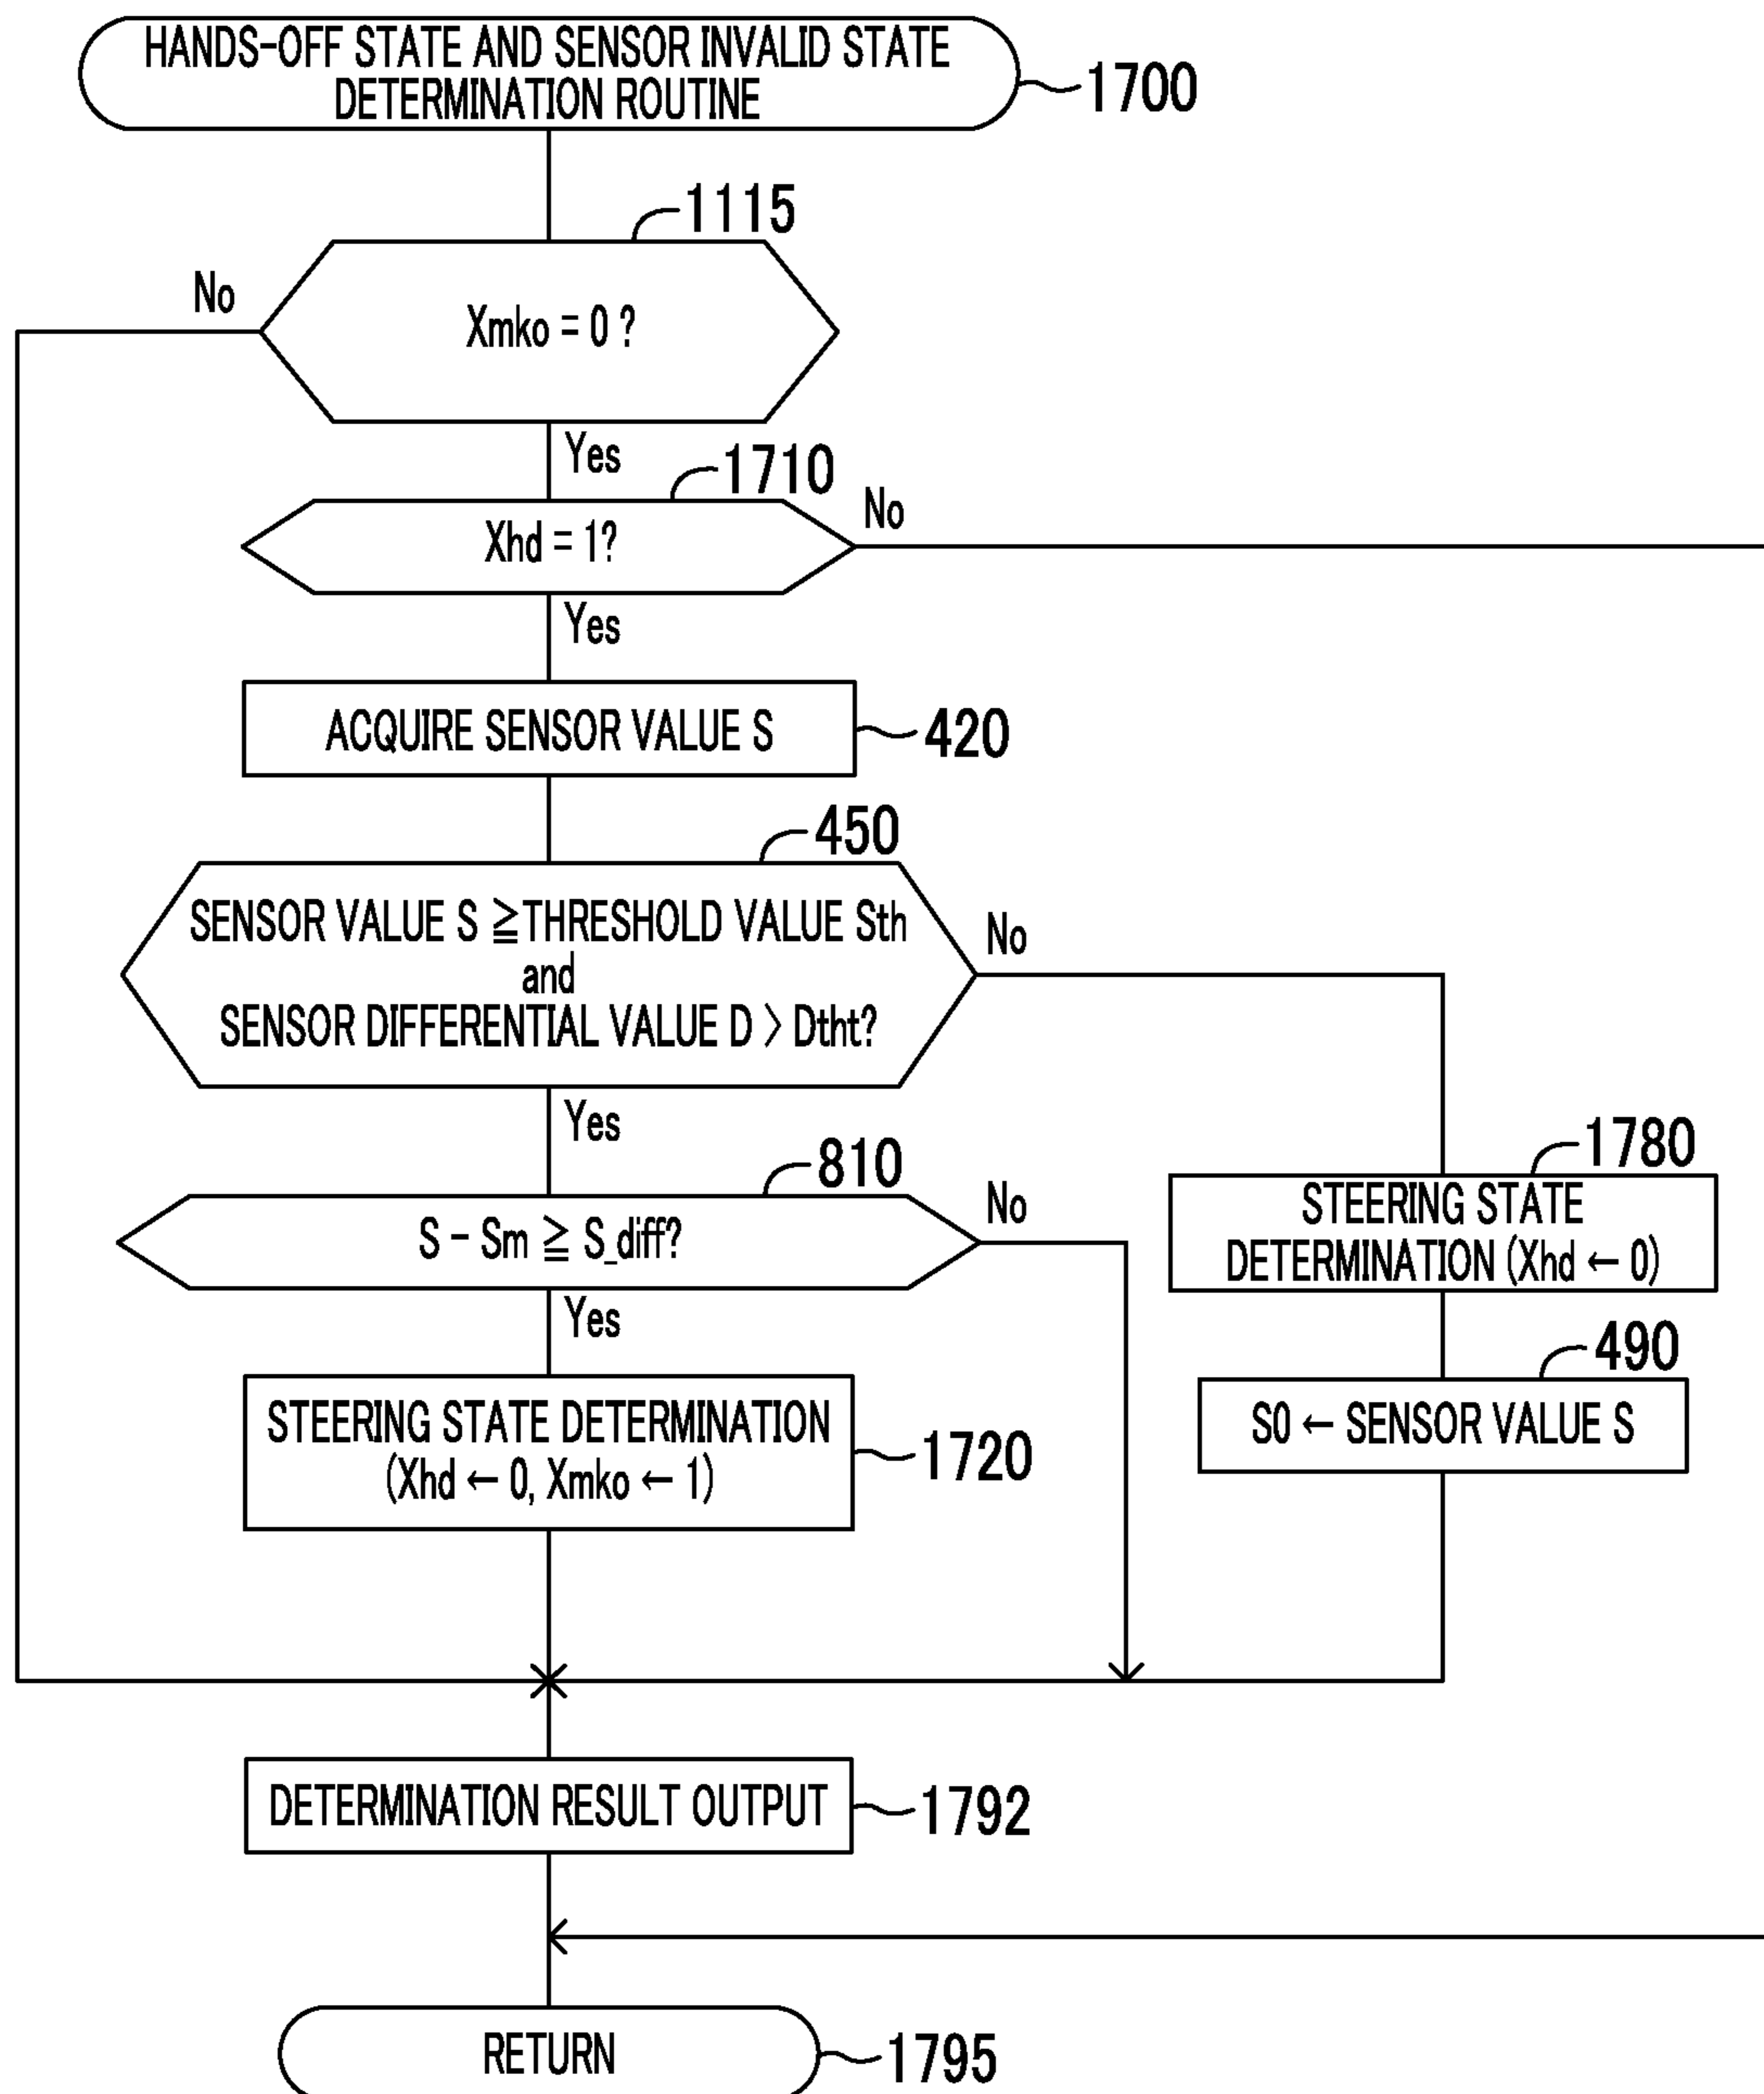 HANDS-OFF STATE AND SENSOR INVALID STATE
DETERMINATION ROUTINE
1700
1115
No
Xmko = 0 ?
Yes
1710
No
Xhd = 1?
Yes
ACQUIRE SENSOR VALUE S
420
450
SENSOR VALUE S ≧THRESHOLD VALUE Sth
and
SENSOR DIFFERENTIAL VALUE D > Dtht?
No
Yes
810
S - Sm ≧ S_diff?
No
Yes
1780
STEERING STATE
DETERMINATION (Xhd ← 0)
490
S0 ← SENSOR VALUE S
STEERING STATE DETERMINATION
(Xhd ← 0, Xmko ← 1)
1720
DETERMINATION RESULT OUTPUT
1792
RETURN
1795